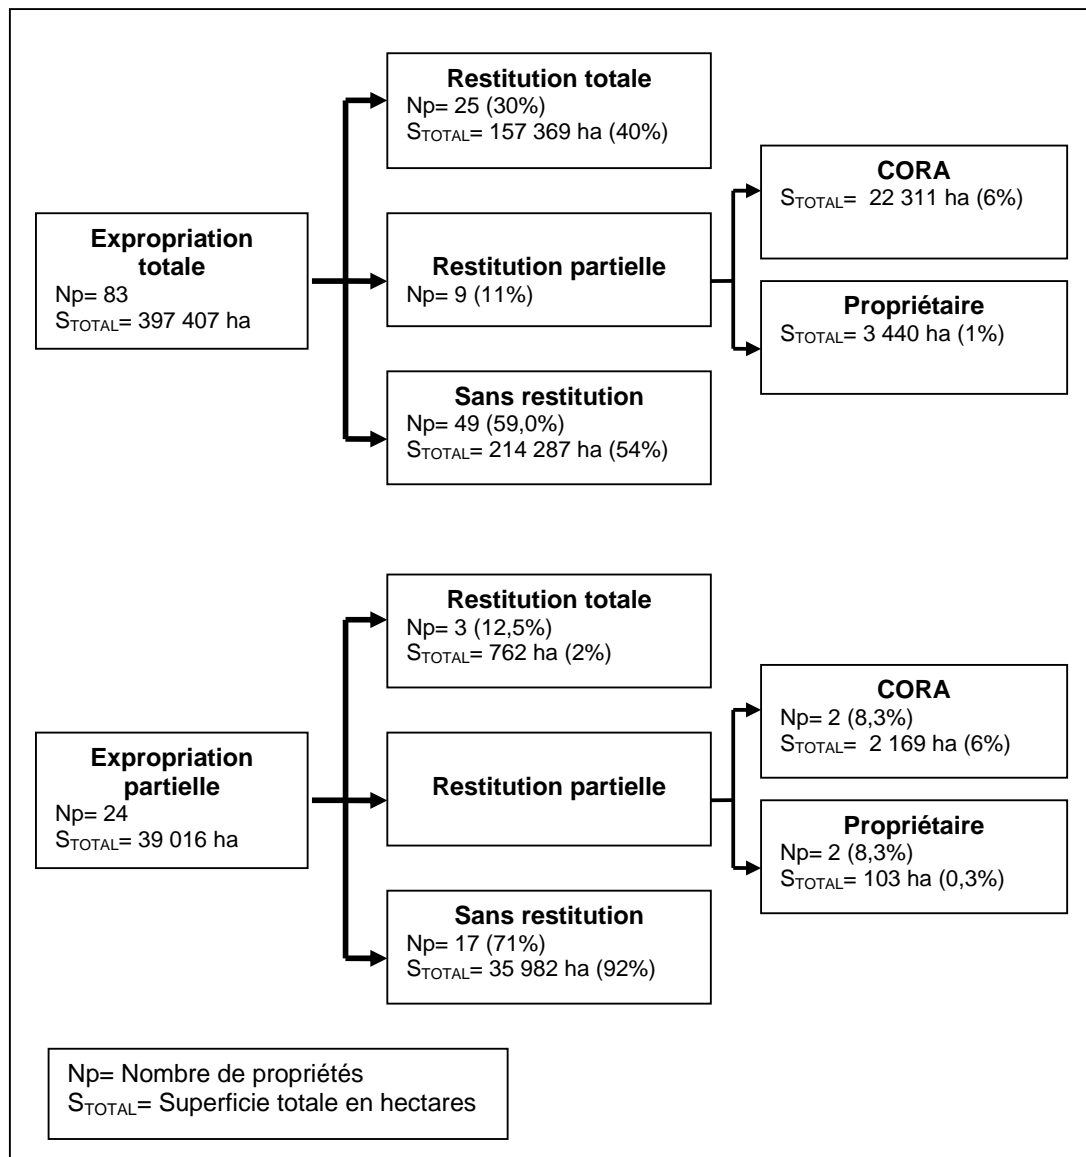 Restitution totale
Np= 25 (30%)
STOTAL= 157 369 ha (40%)
CORA
STOTAL=  22 311 ha (6%)
Expropriation
totale
Np= 83
STOTAL= 397 407 ha
Restitution partielle
Np= 9 (11%)
Propriétaire
STOTAL= 3 440 ha (1%)
Sans restitution
Np= 49 (59,0%)
STOTAL= 214 287 ha (54%)
Restitution totale
Np= 3 (12,5%)
STOTAL= 762 ha (2%)
CORA
Np= 2 (8,3%)
STOTAL=  2 169 ha (6%)
Expropriation
partielle
Np= 24
STOTAL= 39 016 ha
Restitution partielle
Propriétaire
Np= 2 (8,3%)
STOTAL= 103 ha (0,3%)
Sans restitution
Np= 17 (71%)
STOTAL= 35 982 ha (92%)
Np= Nombre de propriétés
STOTAL= Superficie totale en hectares